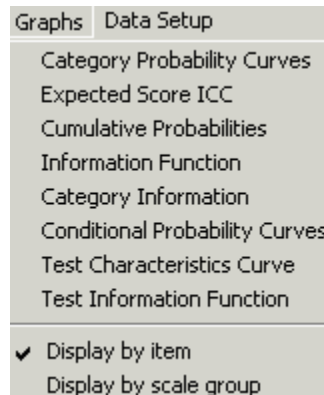 Graphs Data Setup
Category Probability Curves
Expected Score ICC
Cumulative Probabilities
Information Function
Category Information
Conditional Probability Curves
Test Characteristics Curve
Test Information Function
Display by item
Display by scale group